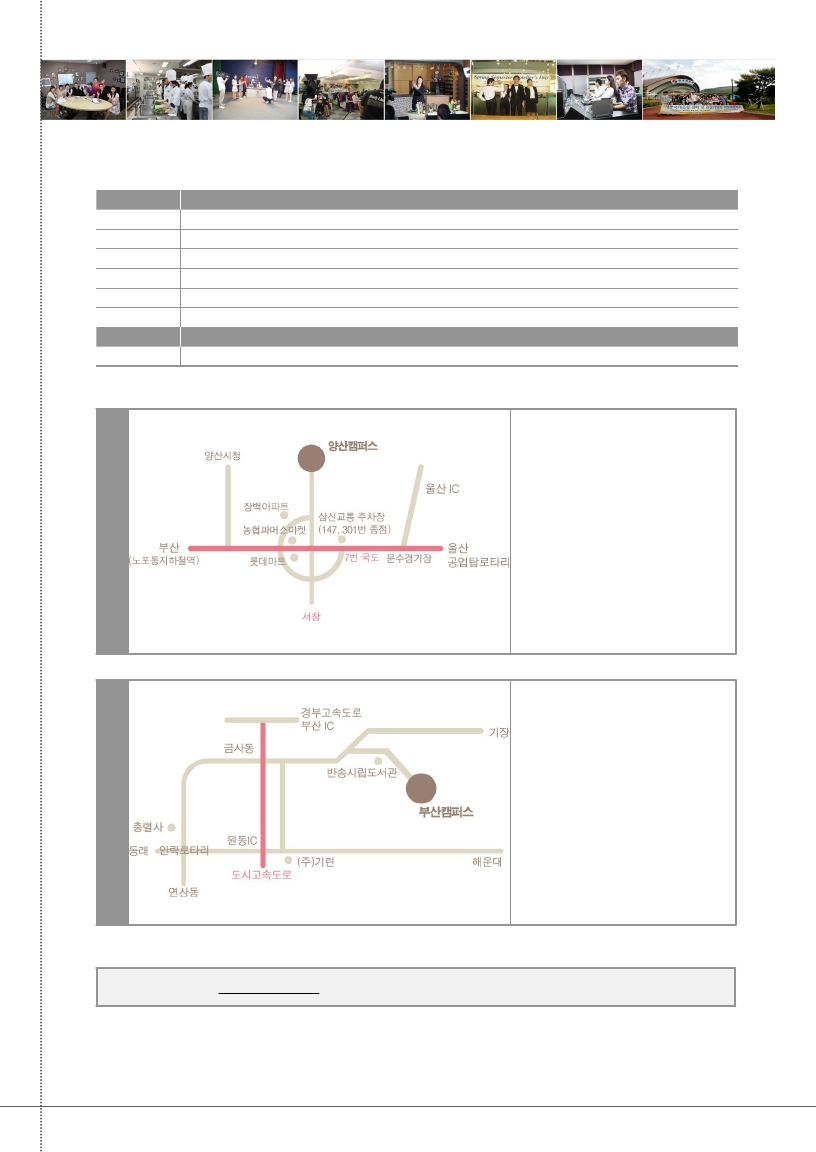 양산캠퍼스
양산시청
울산 IC
장백아파트
삼신교통 주차장
농협파머스마켓
(147, 301번 종점)
부산
(노포동지하철역)
울산
공업탑로타리
롯데마트
7번 국도
문수경기장
서창
경부고속도로
부산 IC
기장
금사동
반송시립도서관
부산캠퍼스
충렬사
원동IC
동래
안락로타리
(주)기린
해운대
도시고속도로
연산동